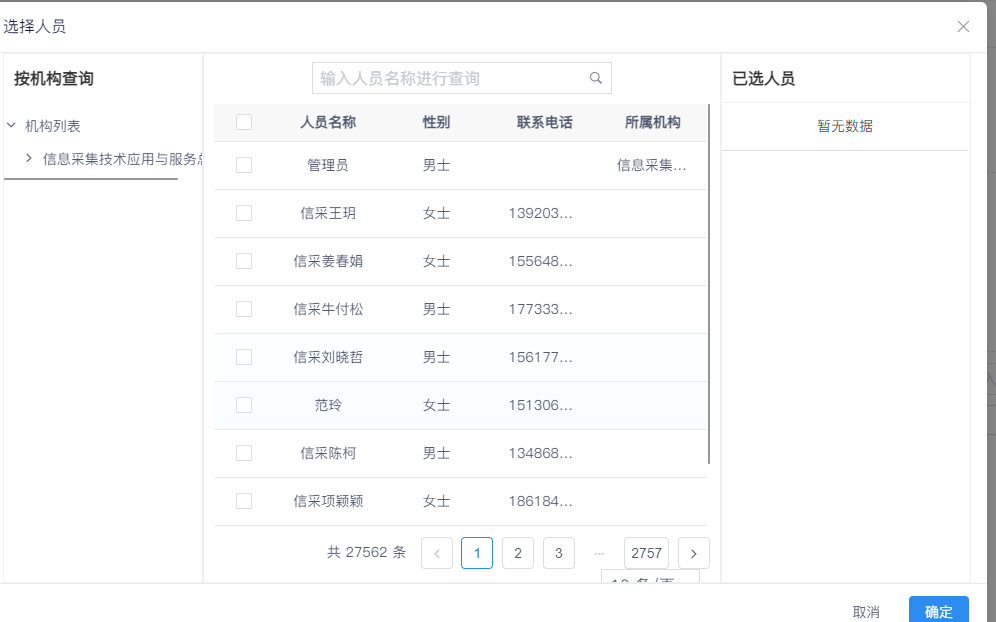 选择人员
按机构查询
机构列表
信息采集技术应用与服务
输入人员名称进行查询
人员名称 性别 联系电话 所属机构
管理员 男士 信息采集...
信采王玥 女士 139203...
信采姜春娟 女士 155648...
信采牛付松 男士 177333...
信采刘晓哲 男士 156177...
范玲 女士 151306...
信采陈柯 男士 134868...
信采项颖颖 女士 186184...
共 27562 条 1 2 3 ... 2757
10 条/页
已选人员
暂无数据
取消 确定